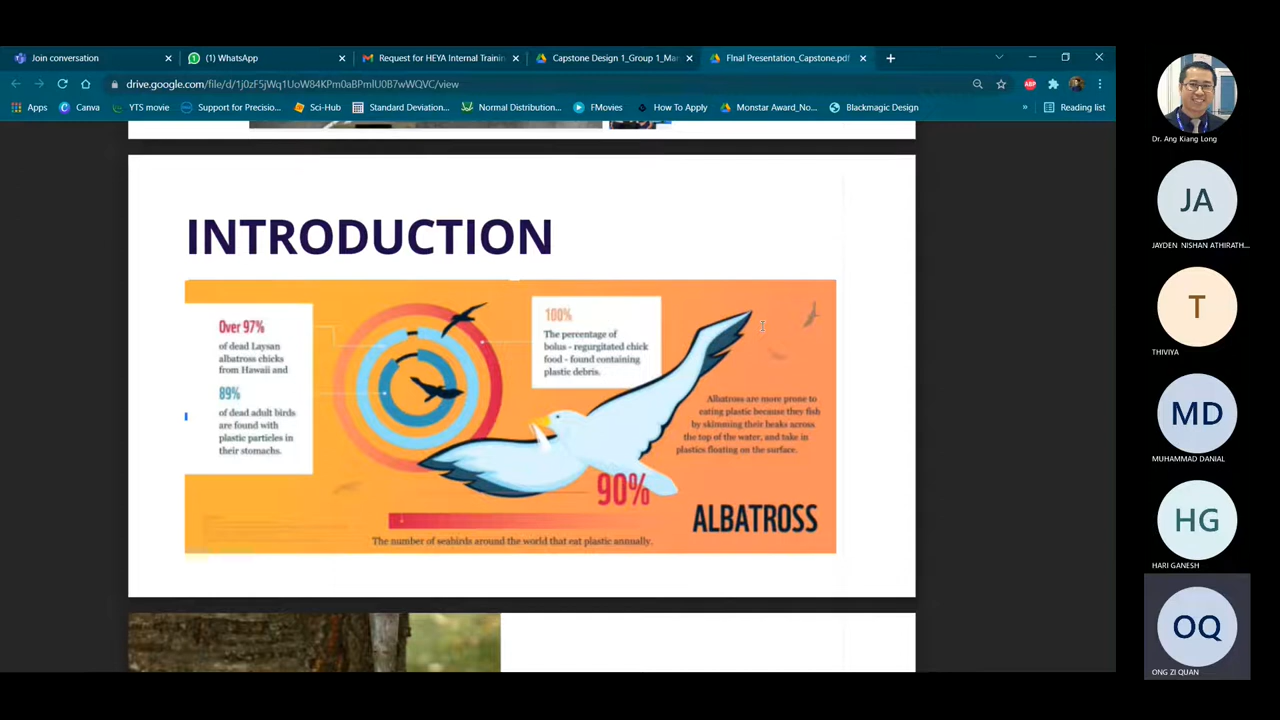 Join conversation
(1) WhatsApp
Request for HEYA Internal Trainin
Capstone Design 1_Group 1_Mar
FInal Presentation_Capstone.pdf
drive.google.com/file/d/1j0zF5jWq1UoW84KPm0aBPmlU0B7wWQVC/view
Apps
Canva
YTS movie
Support for Precisio...
Sci-Hub
Standard Deviation...
Normal Distribution...
FMovies
How To Apply
Monstar Award_No...
Blackmagic Design
»
Reading list
INTRODUCTION
Over 97%
of dead Laysan
albatross chicks
from Hawaii and
89%
of dead adult birds
are found with
plastic particles in
their stomachs.
100%
The percentage of
bolus - regurgitated chick
food - found containing
plastic debris.
Albatross are more prone to
eating plastic because they fish
by skimming their beaks across
the top of the water, and take in
plastics floating on the surface.
90%
ALBATROSS
The number of seabirds around the world that eat plastic annually.
Dr. Ang Kiang Long
JA
JAYDEN NISHAN ATHIRATH...
T
THIVIYA
MD
MUHAMMAD DANIAL
HG
HARI GANESH
OQ
ONG ZI QUAN